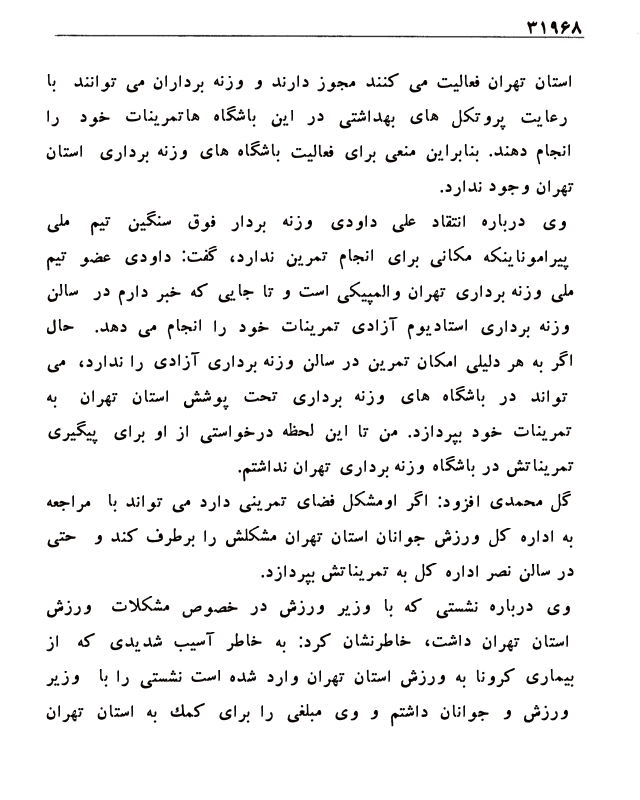 ۳۱۹۶۸
استان تهران فعالیت می کنند مجوز دارند و وزنه برداران می توانند با
رعایت پروتکل های بهداشتی در این باشگاه هاتمرینات خود را
انجام دهند. بنابراین منعی برای فعالیت باشگاه های وزنه برداری استان
تهران وجود ندارد.
وی درباره انتقاد علی داودی وزنه بردار فوق سنگین تیم ملی
پیراموناینکه مکانی برای انجام تمرین ندارد، گفت: داودی عضو تیم
ملی وزنه برداری تهران والمپیکی است و تا جایی که خبر دارم در سالن
وزنه برداری استادیوم آزادی تمرینات خود را انجام می دهد. حال
اگر به هر دلیلی امکان تمرین در سالن وزنه برداری آزادی را ندارد، می
تواند در باشگاه های وزنه برداری تحت پوشش استان تهران به
تمرینات خود بپردازد. من تا این لحظه درخواستی از او برای پیگیری
تمریناتش در باشگاه وزنه برداری تهران نداشتم.
گل محمدی افزود: اگر اومشکل فضای تمرینی دارد می تواند با مراجعه
به اداره کل ورزش جوانان استان تهران مشکلش را برطرف کند و حتی
در سالن نصر اداره کل به تمریناتش بپردازد.
وی درباره نشستی که با وزیر ورزش در خصوص مشکلات ورزش
استان تهران داشت، خاطرنشان کرد: به خاطر آسیب شدیدی که از
بیماری کرونا به ورزش استان تهران وارد شده است نشستی را با وزیر
ورزش و جوانان داشتم و وی مبلغی را برای کمك به استان تهران